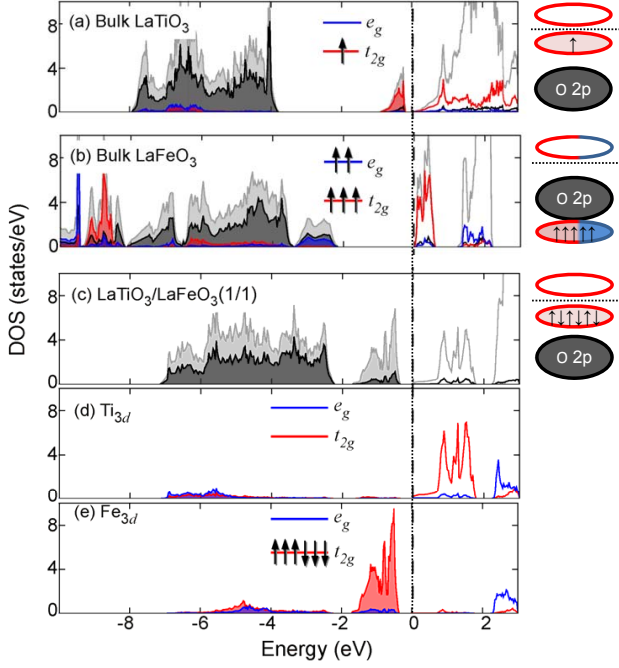 (a) Bulk LaTiO3
eg
t2g
8
4
0
O 2p
(b) Bulk LaFeO3
eg
t2g
8
4
0
O 2p
DOS (states/eV)
(c) LaTiO3/LaFeO3(1/1)
8
4
0
O 2p
(d) Ti3d
eg
t2g
8
4
0
(e) Fe3d
eg
t2g
8
4
0
-8
-6
-4
-2
0
2
Energy (eV)